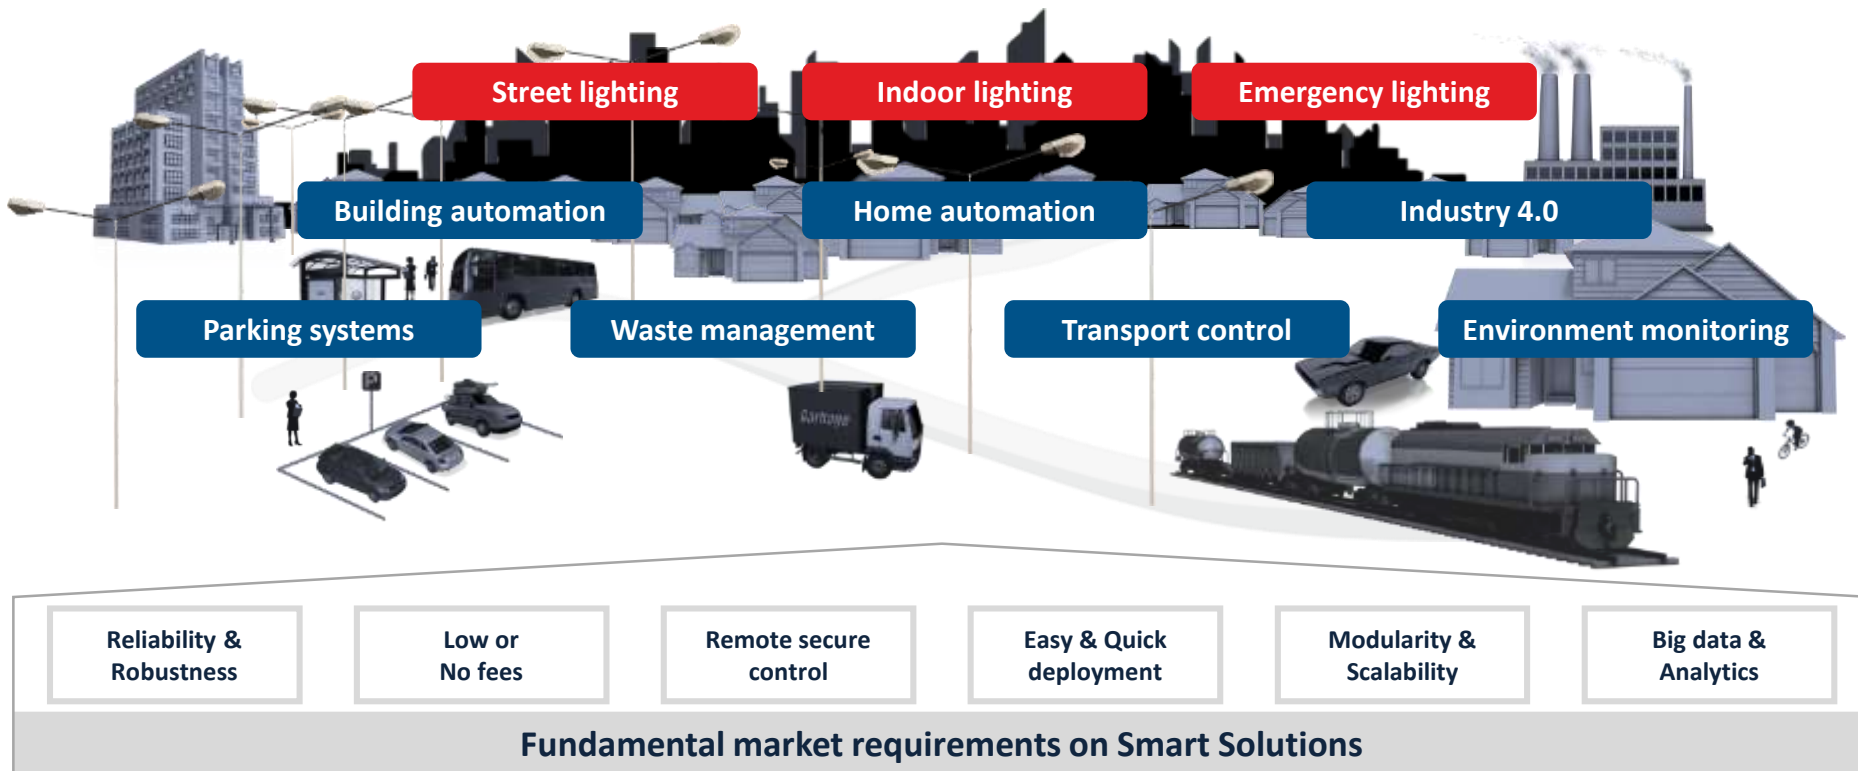 Street lighting
Indoor lighting
Emergency lighting
Building automation
Home automation
Industry 4.0
Parking systems
Waste management
Transport control
Environment monitoring
P
Garbage
Reliability &
Robustness
Low or
No fees
Remote secure
control
Easy & Quick
deployment
Modularity &
Scalability
Big data &
Analytics
Fundamental market requirements on Smart Solutions